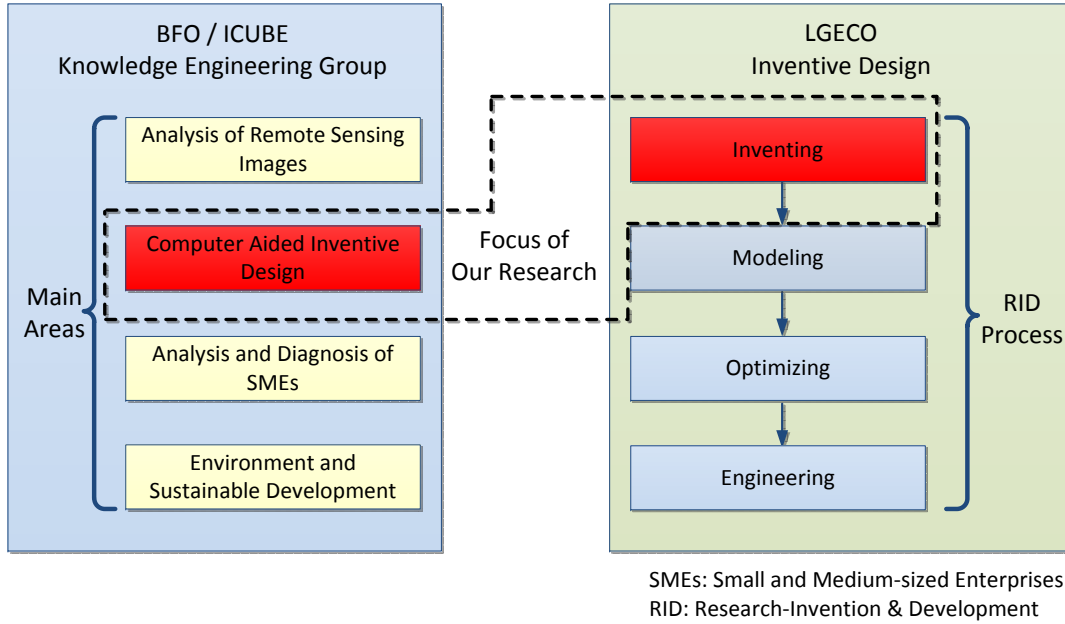 BFO / ICUBE
Knowledge Engineering Group
Main
Areas
Analysis of Remote Sensing
Images
Computer Aided Inventive
Design
Analysis and Diagnosis of
SMEs
Environment and
Sustainable Development
Focus of
Our Research
LGECO
Inventive Design
Inventing
Modeling
Optimizing
Engineering
RID
Process
SMEs: Small and Medium-sized Enterprises
RID: Research-Invention & Development